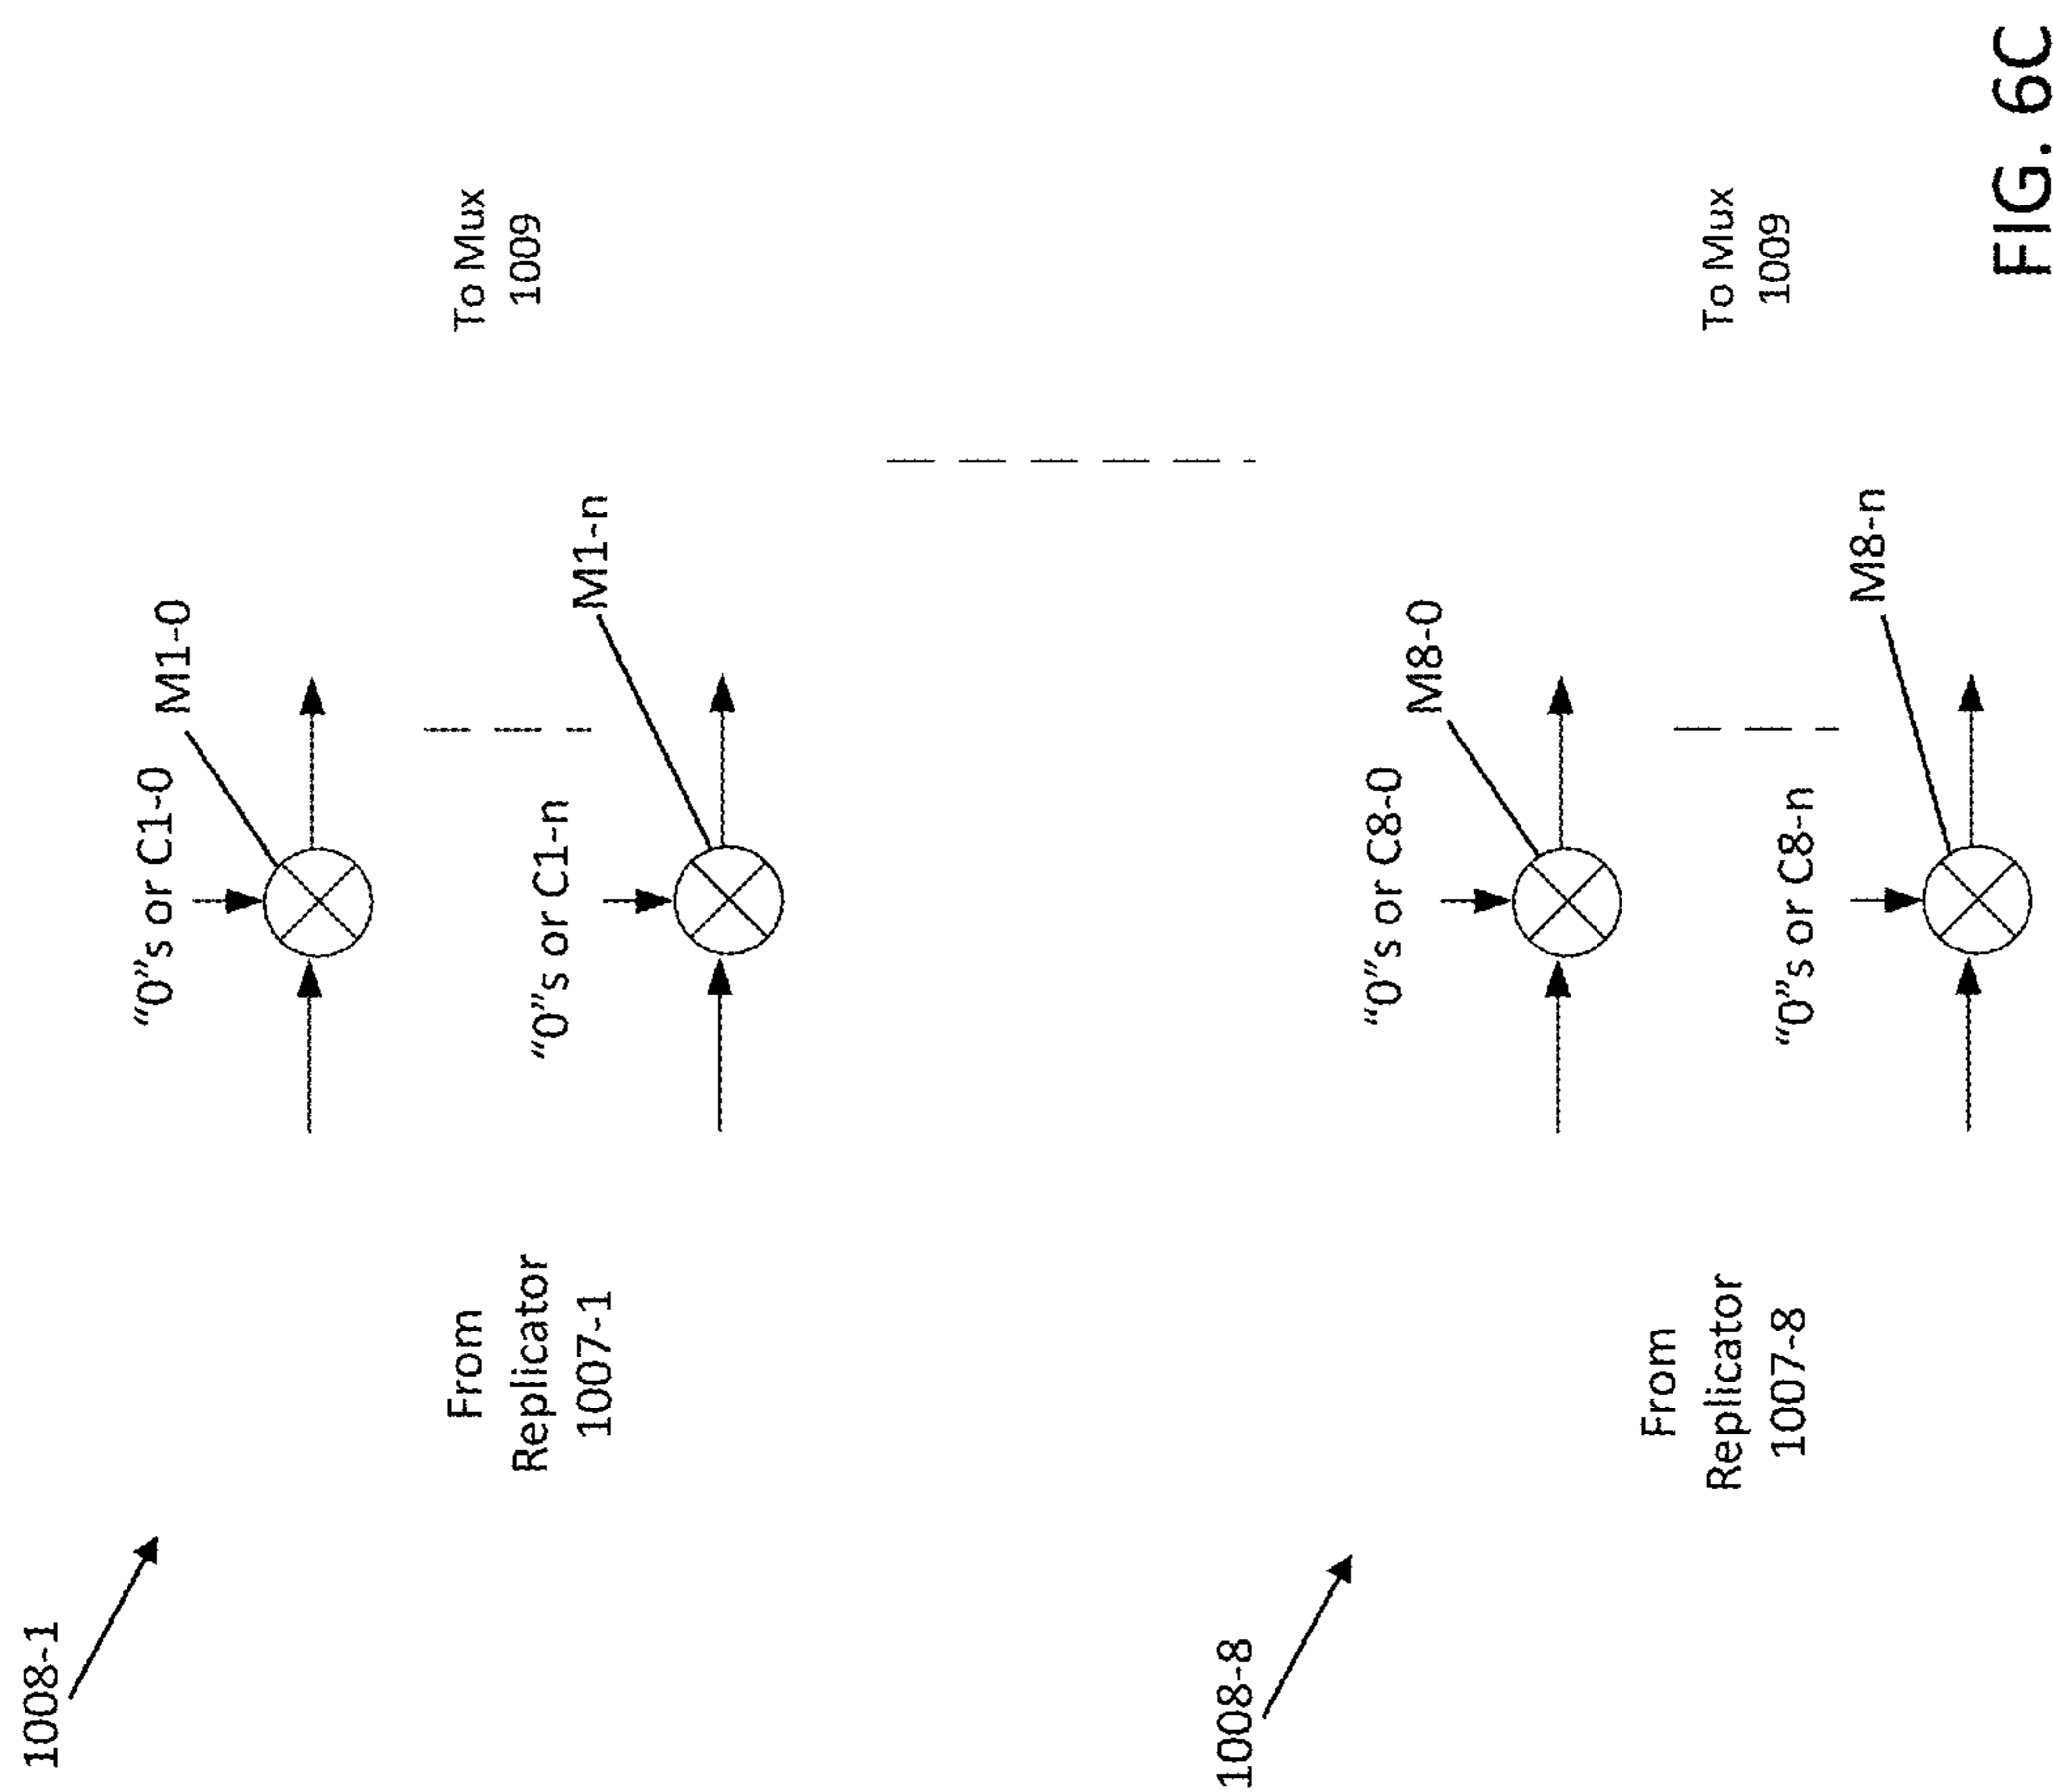 1008-1
"0"s or C1-0
M1-0
From
Replicator
1007-1
"0"s or C1-n
M1-n
To Mux
1009
1008-8
"0"s or C8-0
M8-0
From
Replicator
1007-8
"0"s or C8-n
M8-n
To Mux
1009
FIG. 6C